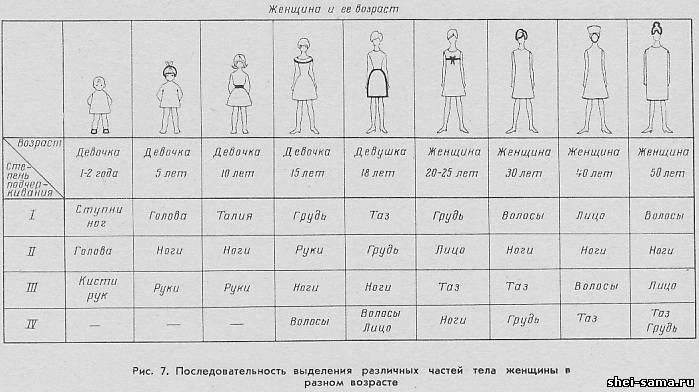 Женщина и ее возраст
Возраст
Сте-
пень
подчер-
кивания
Девочка Девочка Девочка Девочка Девушка Женщина Женщина Женщина Женщина
1-2 года 5 лет 10 лет 15 лет 18 лет 20-25 лет 30 лет 40 лет 50 лет
I Ступни ног Голова Талия Грудь Таз Грудь Волосы Лицо Волосы
II Голова Ноги Ноги Руки Грудь Лицо Ноги Ноги Ноги
III Кисти рук Руки Руки Ноги Ноги Таз Таз Волосы Лицо
IV — — — Волосы Волосы Лицо Ноги Грудь Таз Таз Грудь
Рис. 7. Последовательность выделения различных частей тела женщины в
разном возрасте
shei-sama.ru